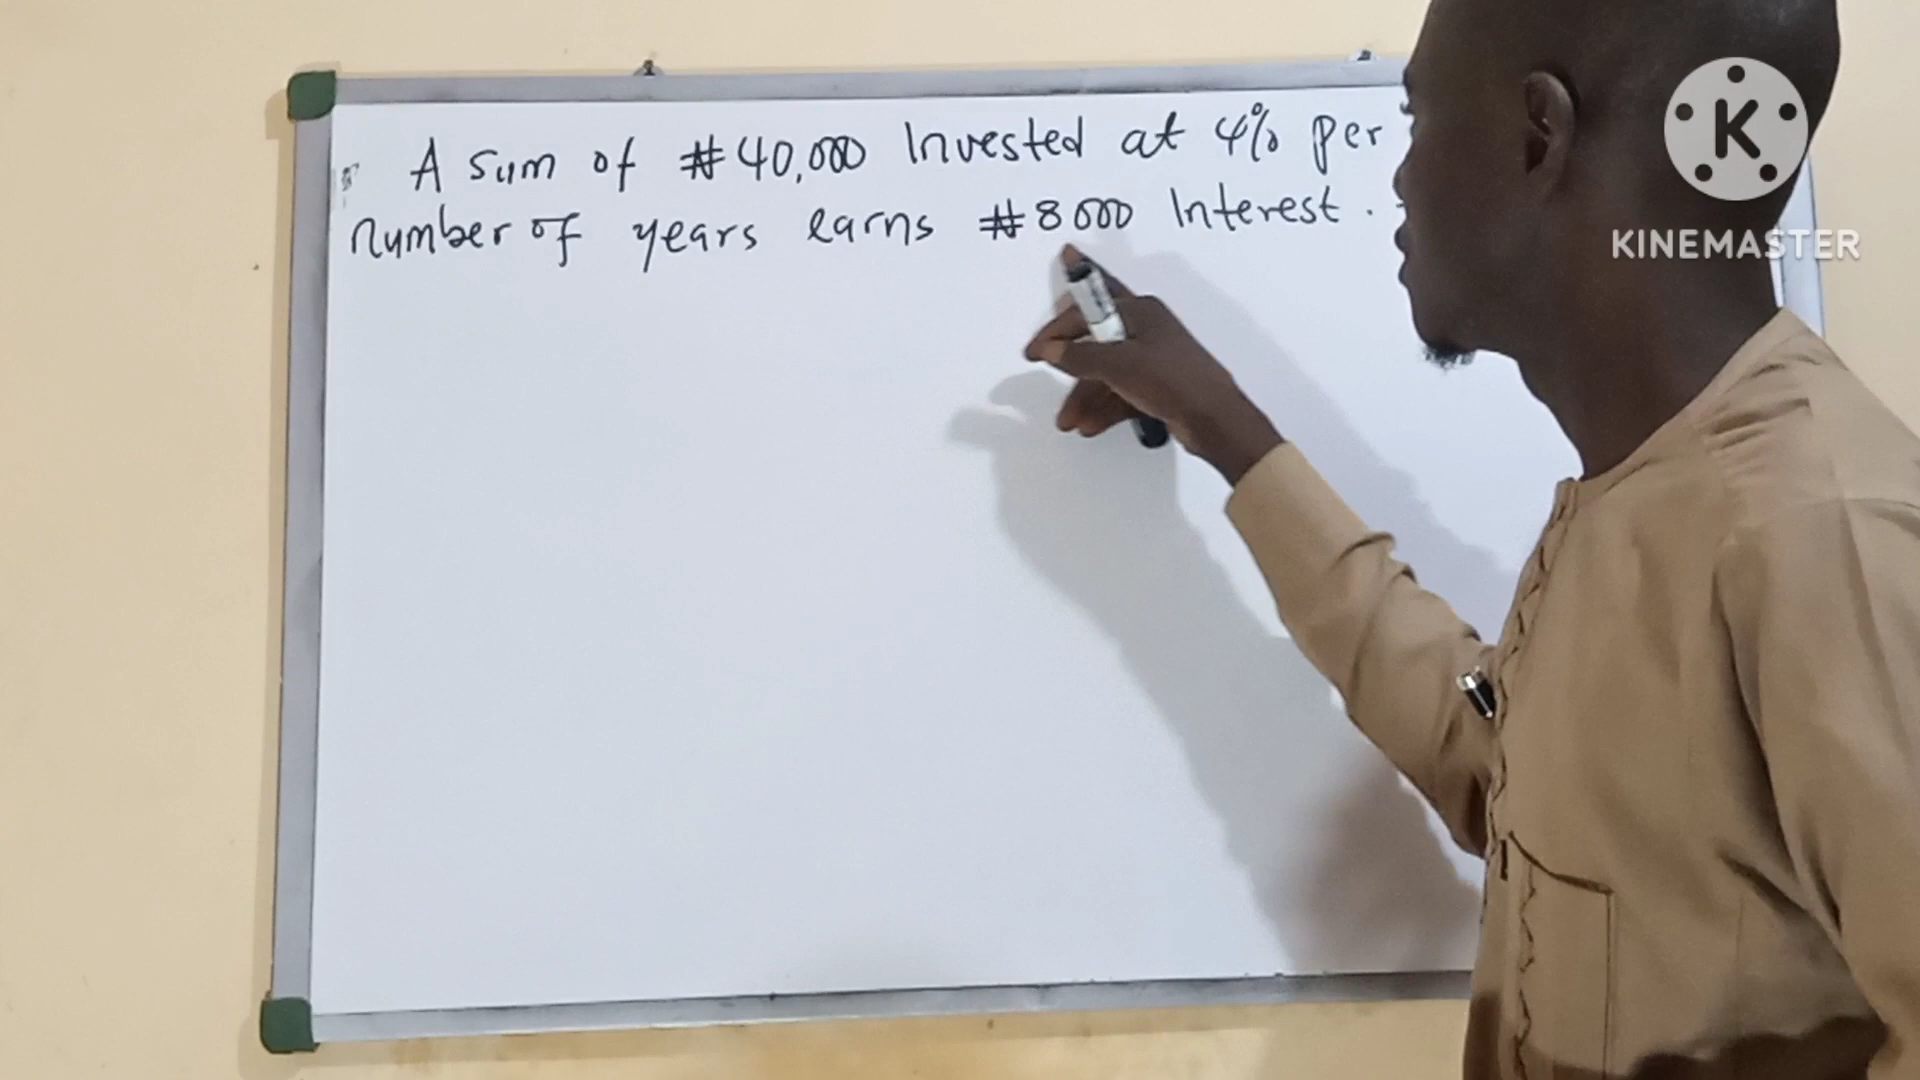 A sum of ₦40,000 Invested at 4% per
number of years earns ₦8000 Interest.
K
KINEMASTER